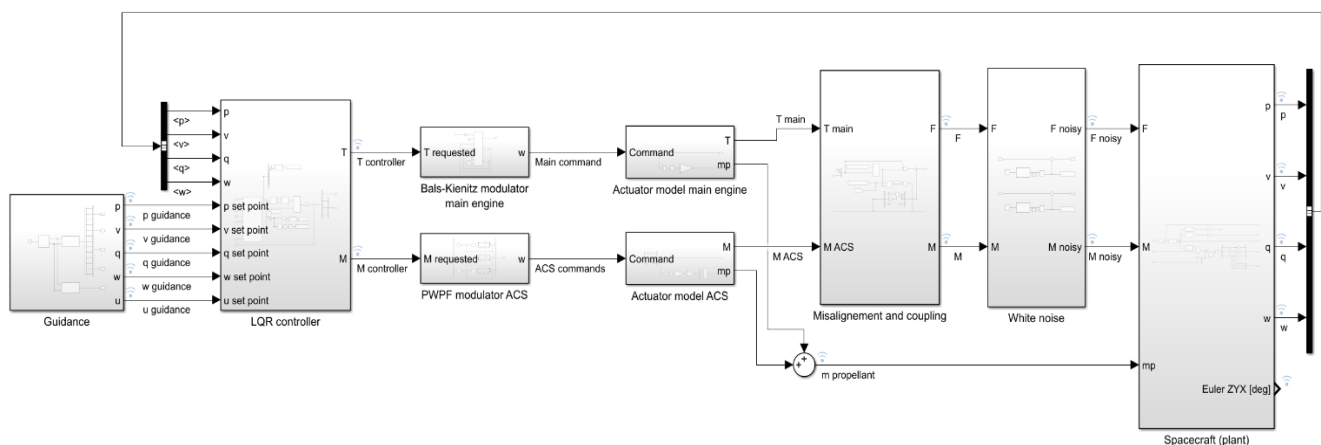 <p>
<v>
<q>
<w>
p
v
q
w
p set point
v set point
q set point
w set point
u set point
T
M
LQR controller
p
v
q
w
u
Guidance
p guidance
v guidance
q guidance
w guidance
u guidance
T controller
M controller
T requested
w
Bals-Kienitz modulator
main engine
M requested
w
PWPF modulator ACS
Main command
ACS commands
Command
T
mp
Actuator model main engine
Command
M
mp
Actuator model ACS
T main
M ACS
m propellant
T main
M ACS
F
M
Misalignement and coupling
F
M
F
M
F noisy
M noisy
White noise
F noisy
M noisy
F
M
mp
p
v
q
w
Euler ZYX [deg]
Spacecraft (plant)
p
v
q
w